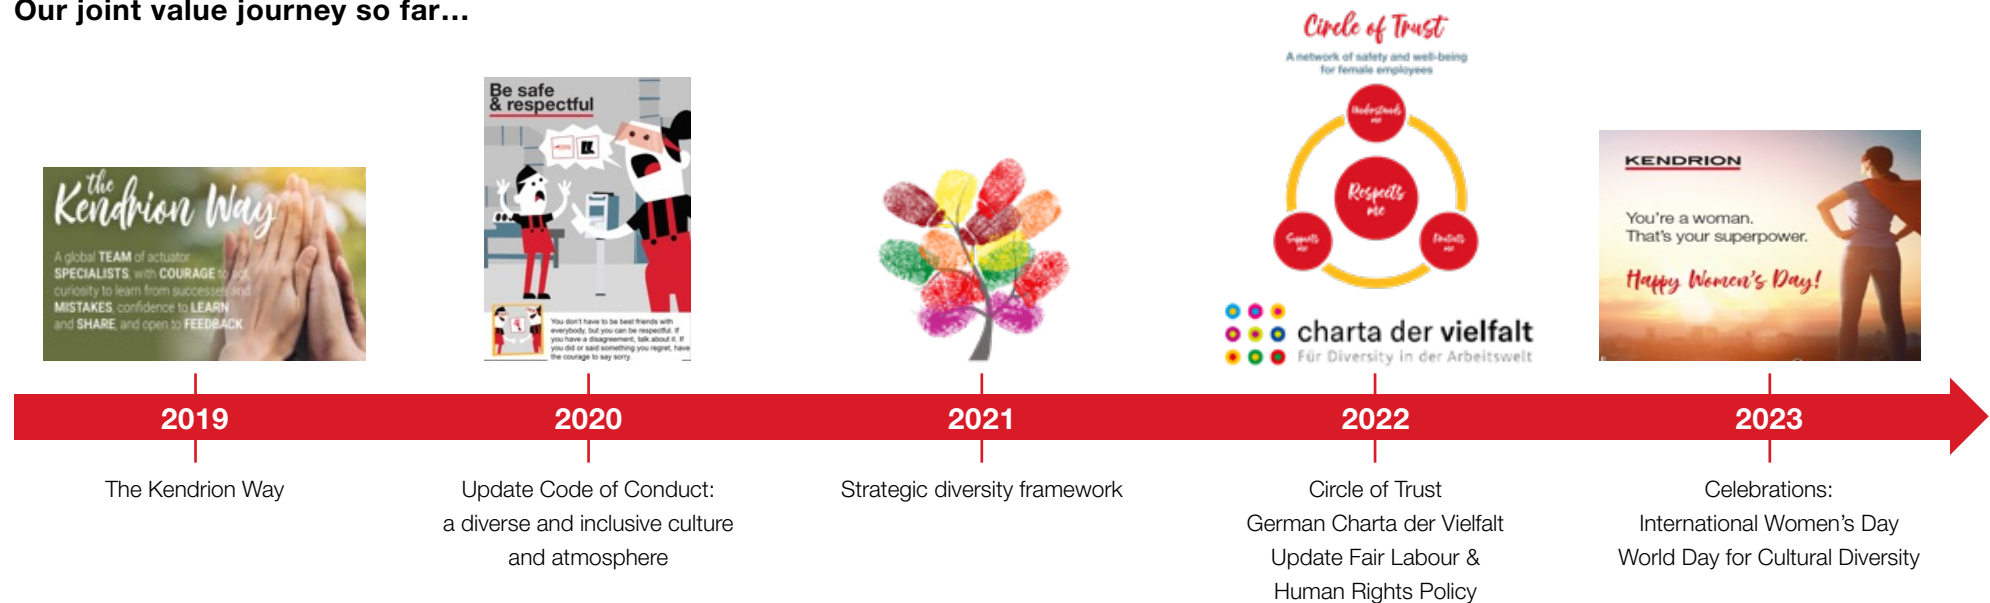 Our joint value journey so far...
the
Kendrion Way
A global TEAM of actuator
SPECIALISTS, with COURAGE to act,
curiosity to learn from successes and
MISTAKES, confidence to LEARN
and SHARE, and open to FEEDBACK
Be safe
& respectful
You don't have to be best friends with
everybody, but you can be respectful. If
you have a disagreement, talk about it. If
you did or said something you regret, have
the courage to say sorry.
Circle of Trust
A network of safety and well-being
for female employees
Understands
me
Respects
me
Supports
me
Protects
me
charta der vielfalt
Für Diversity in der Arbeitswelt
KENDRION
You're a woman.
That's your superpower.
Happy Women's Day!
2019
2020
2021
2022
2023
The Kendrion Way
Update Code of Conduct:
a diverse and inclusive culture
and atmosphere
Strategic diversity framework
Circle of Trust
German Charta der Vielfalt
Update Fair Labour &
Human Rights Policy
Celebrations:
International Women's Day
World Day for Cultural Diversity